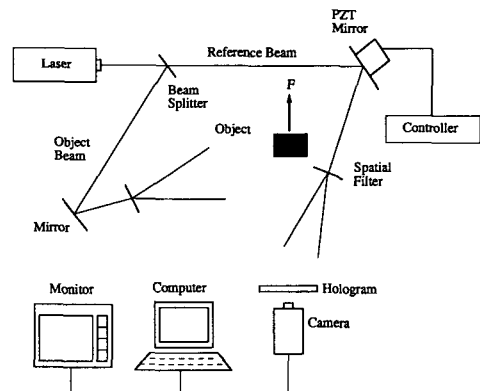 PZT
Mirror
Reference Beam
Laser
Beam
Splitter
F
Object
Controller
Object
Beam
Spatial
Filter
Mirror
Monitor
Computer
Hologram
Camera